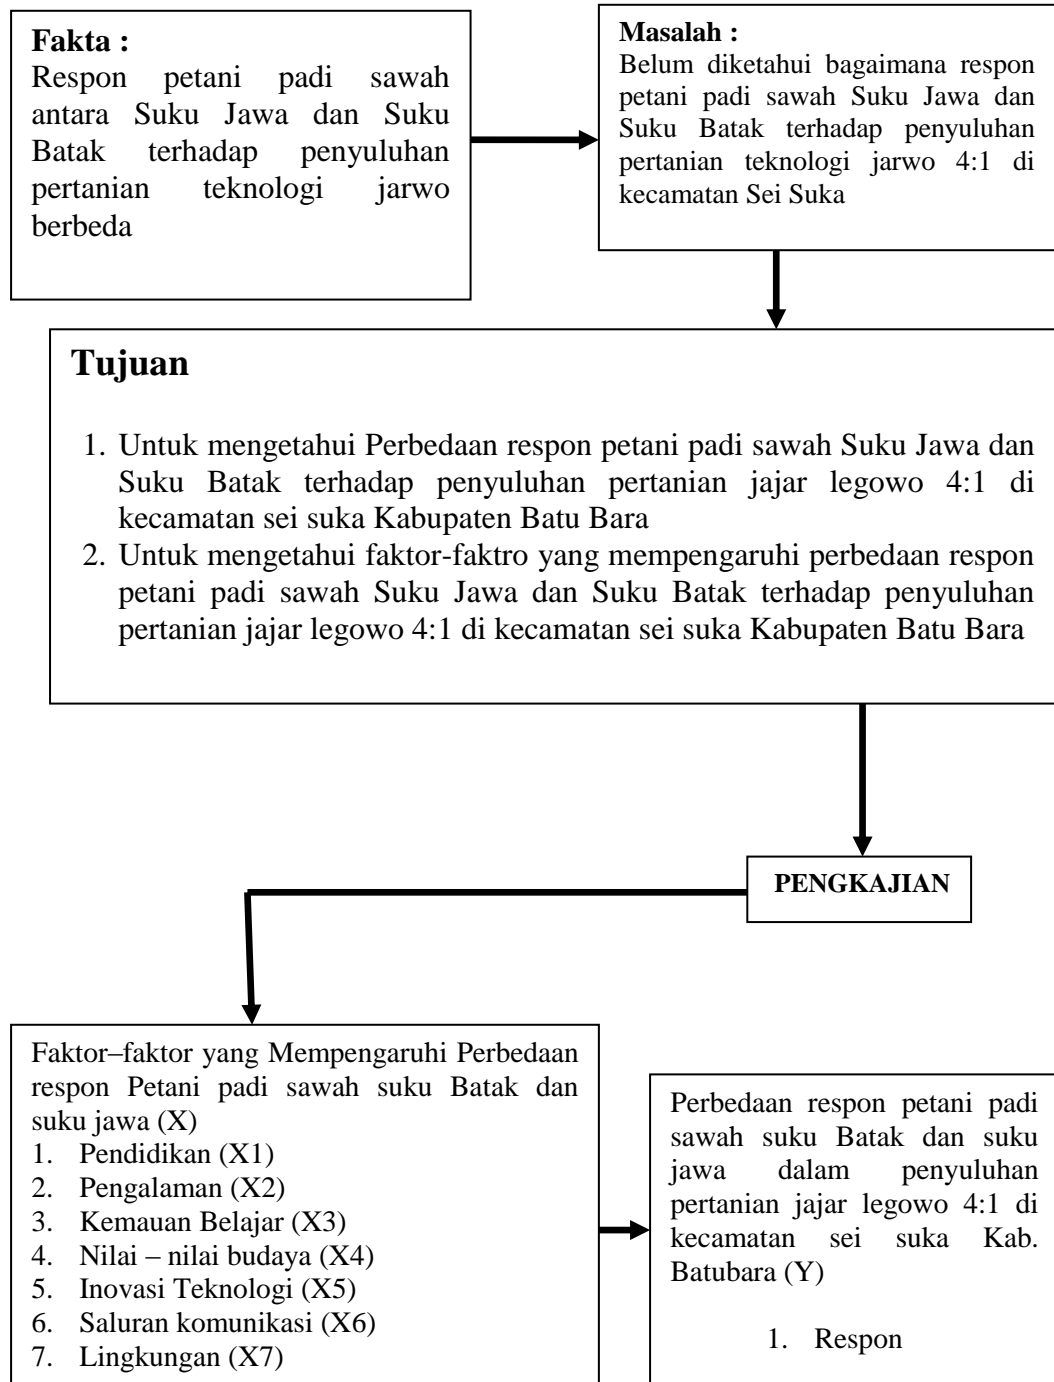 Fakta :
Respon petani padi sawah
antara Suku Jawa dan Suku
Batak terhadap penyuluhan
pertanian teknologi jarwo
berbeda
Masalah :
Belum diketahui bagaimana respon
petani padi sawah Suku Jawa dan
Suku Batak terhadap penyuluhan
pertanian teknologi jarwo 4:1 di
kecamatan Sei Suka
Tujuan
1. Untuk mengetahui Perbedaan respon petani padi sawah Suku Jawa dan
Suku Batak terhadap penyuluhan pertanian jajar legowo 4:1 di
kecamatan sei suka Kabupaten Batu Bara
2. Untuk mengetahui faktor-faktro yang mempengaruhi perbedaan respon
petani padi sawah Suku Jawa dan Suku Batak terhadap penyuluhan
pertanian jajar legowo 4:1 di kecamatan sei suka Kabupaten Batu Bara
PENGKAJIAN
Faktor–faktor yang Mempengaruhi Perbedaan
respon Petani padi sawah suku Batak dan
suku jawa (X)
1. Pendidikan (X1)
2. Pengalaman (X2)
3. Kemauan Belajar (X3)
4. Nilai – nilai budaya (X4)
5. Inovasi Teknologi (X5)
6. Saluran komunikasi (X6)
7. Lingkungan (X7)
Perbedaan respon petani padi
sawah suku Batak dan suku
jawa dalam penyuluhan
pertanian jajar legowo 4:1 di
kecamatan sei suka Kab.
Batubara (Y)
1. Respon